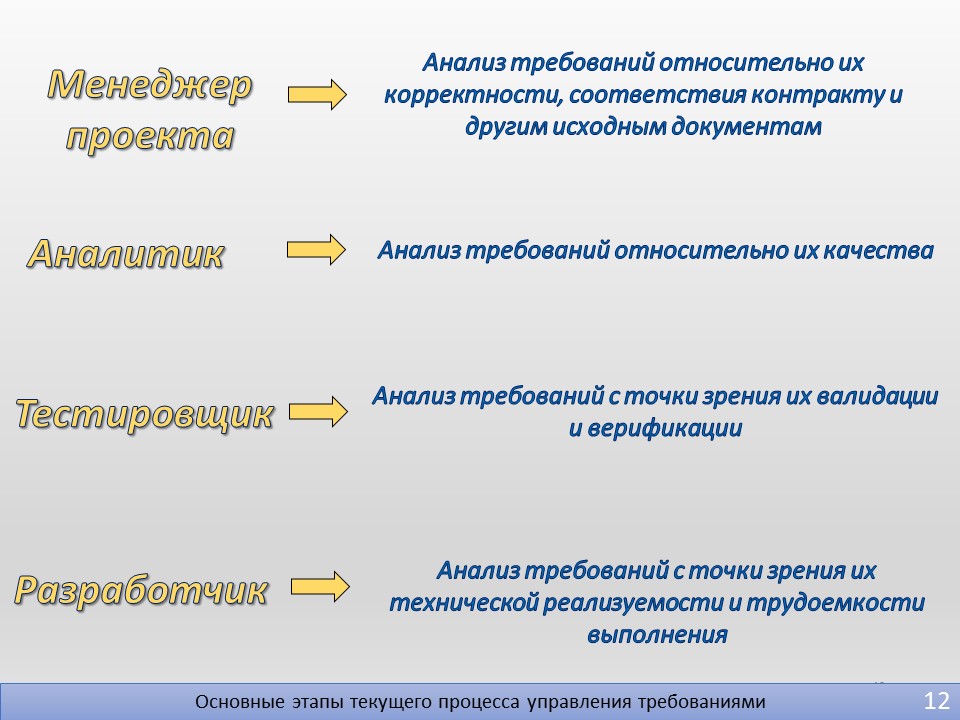 Менеджер
проекта
Анализ требований относительно их
корректности, соответствия контракту и
другим исходным документам
Аналитик
Анализ требований относительно их качества
Тестировщик
Анализ требований с точки зрения их валидации
и верификации
Разработчик
Анализ требований с точки зрения их
технической реализуемости и трудоемкости
выполнения
Основные этапы текущего процесса управления требованиями
12